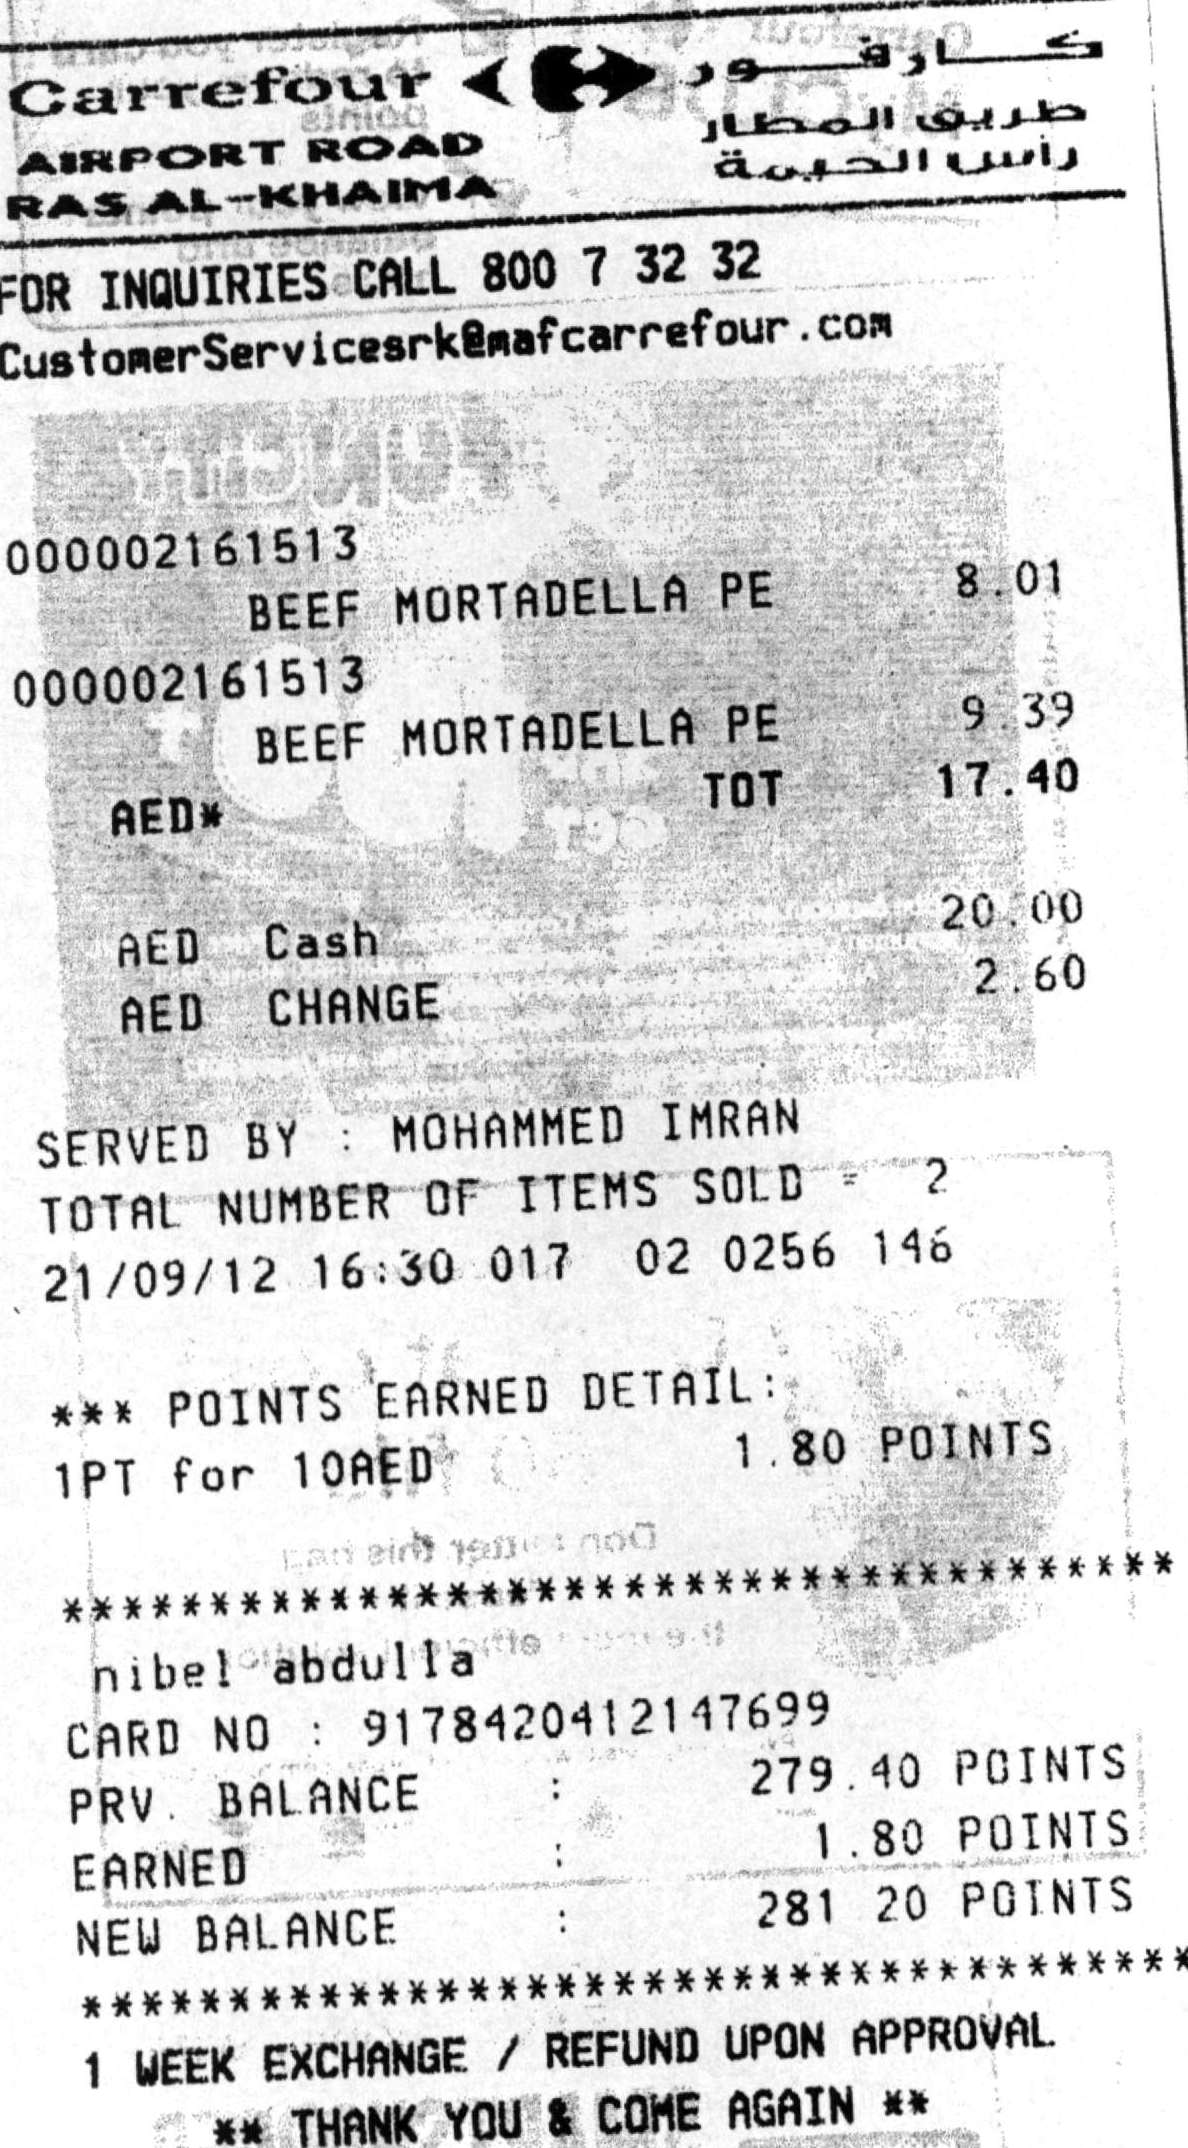 Carrefour كارفور
AIRPORT ROAD طريق المطار
RAS AL-KHAIMA رأس الخيمة
FOR INQUIRIES CALL 800 7 32 32
CustomerServicesrk@mafcarrefour.com
000002161513
BEEF MORTADELLA PE 8.01
000002161513
BEEF MORTADELLA PE 9.39
AED* TOT 17.40
AED Cash 20.00
AED CHANGE 2.60
SERVED BY : MOHAMMED IMRAN
TOTAL NUMBER OF ITEMS SOLD = 2
21/09/12 16:30 017 02 0256 146
*** POINTS EARNED DETAIL:
1PT for 10AED 1.80 POINTS
**************************************
nibel abdulla
CARD NO : 9178420412147699
PRV. BALANCE : 279.40 POINTS
EARNED : 1.80 POINTS
NEW BALANCE : 281 20 POINTS
**************************************
1 WEEK EXCHANGE / REFUND UPON APPROVAL
** THANK YOU & COME AGAIN **